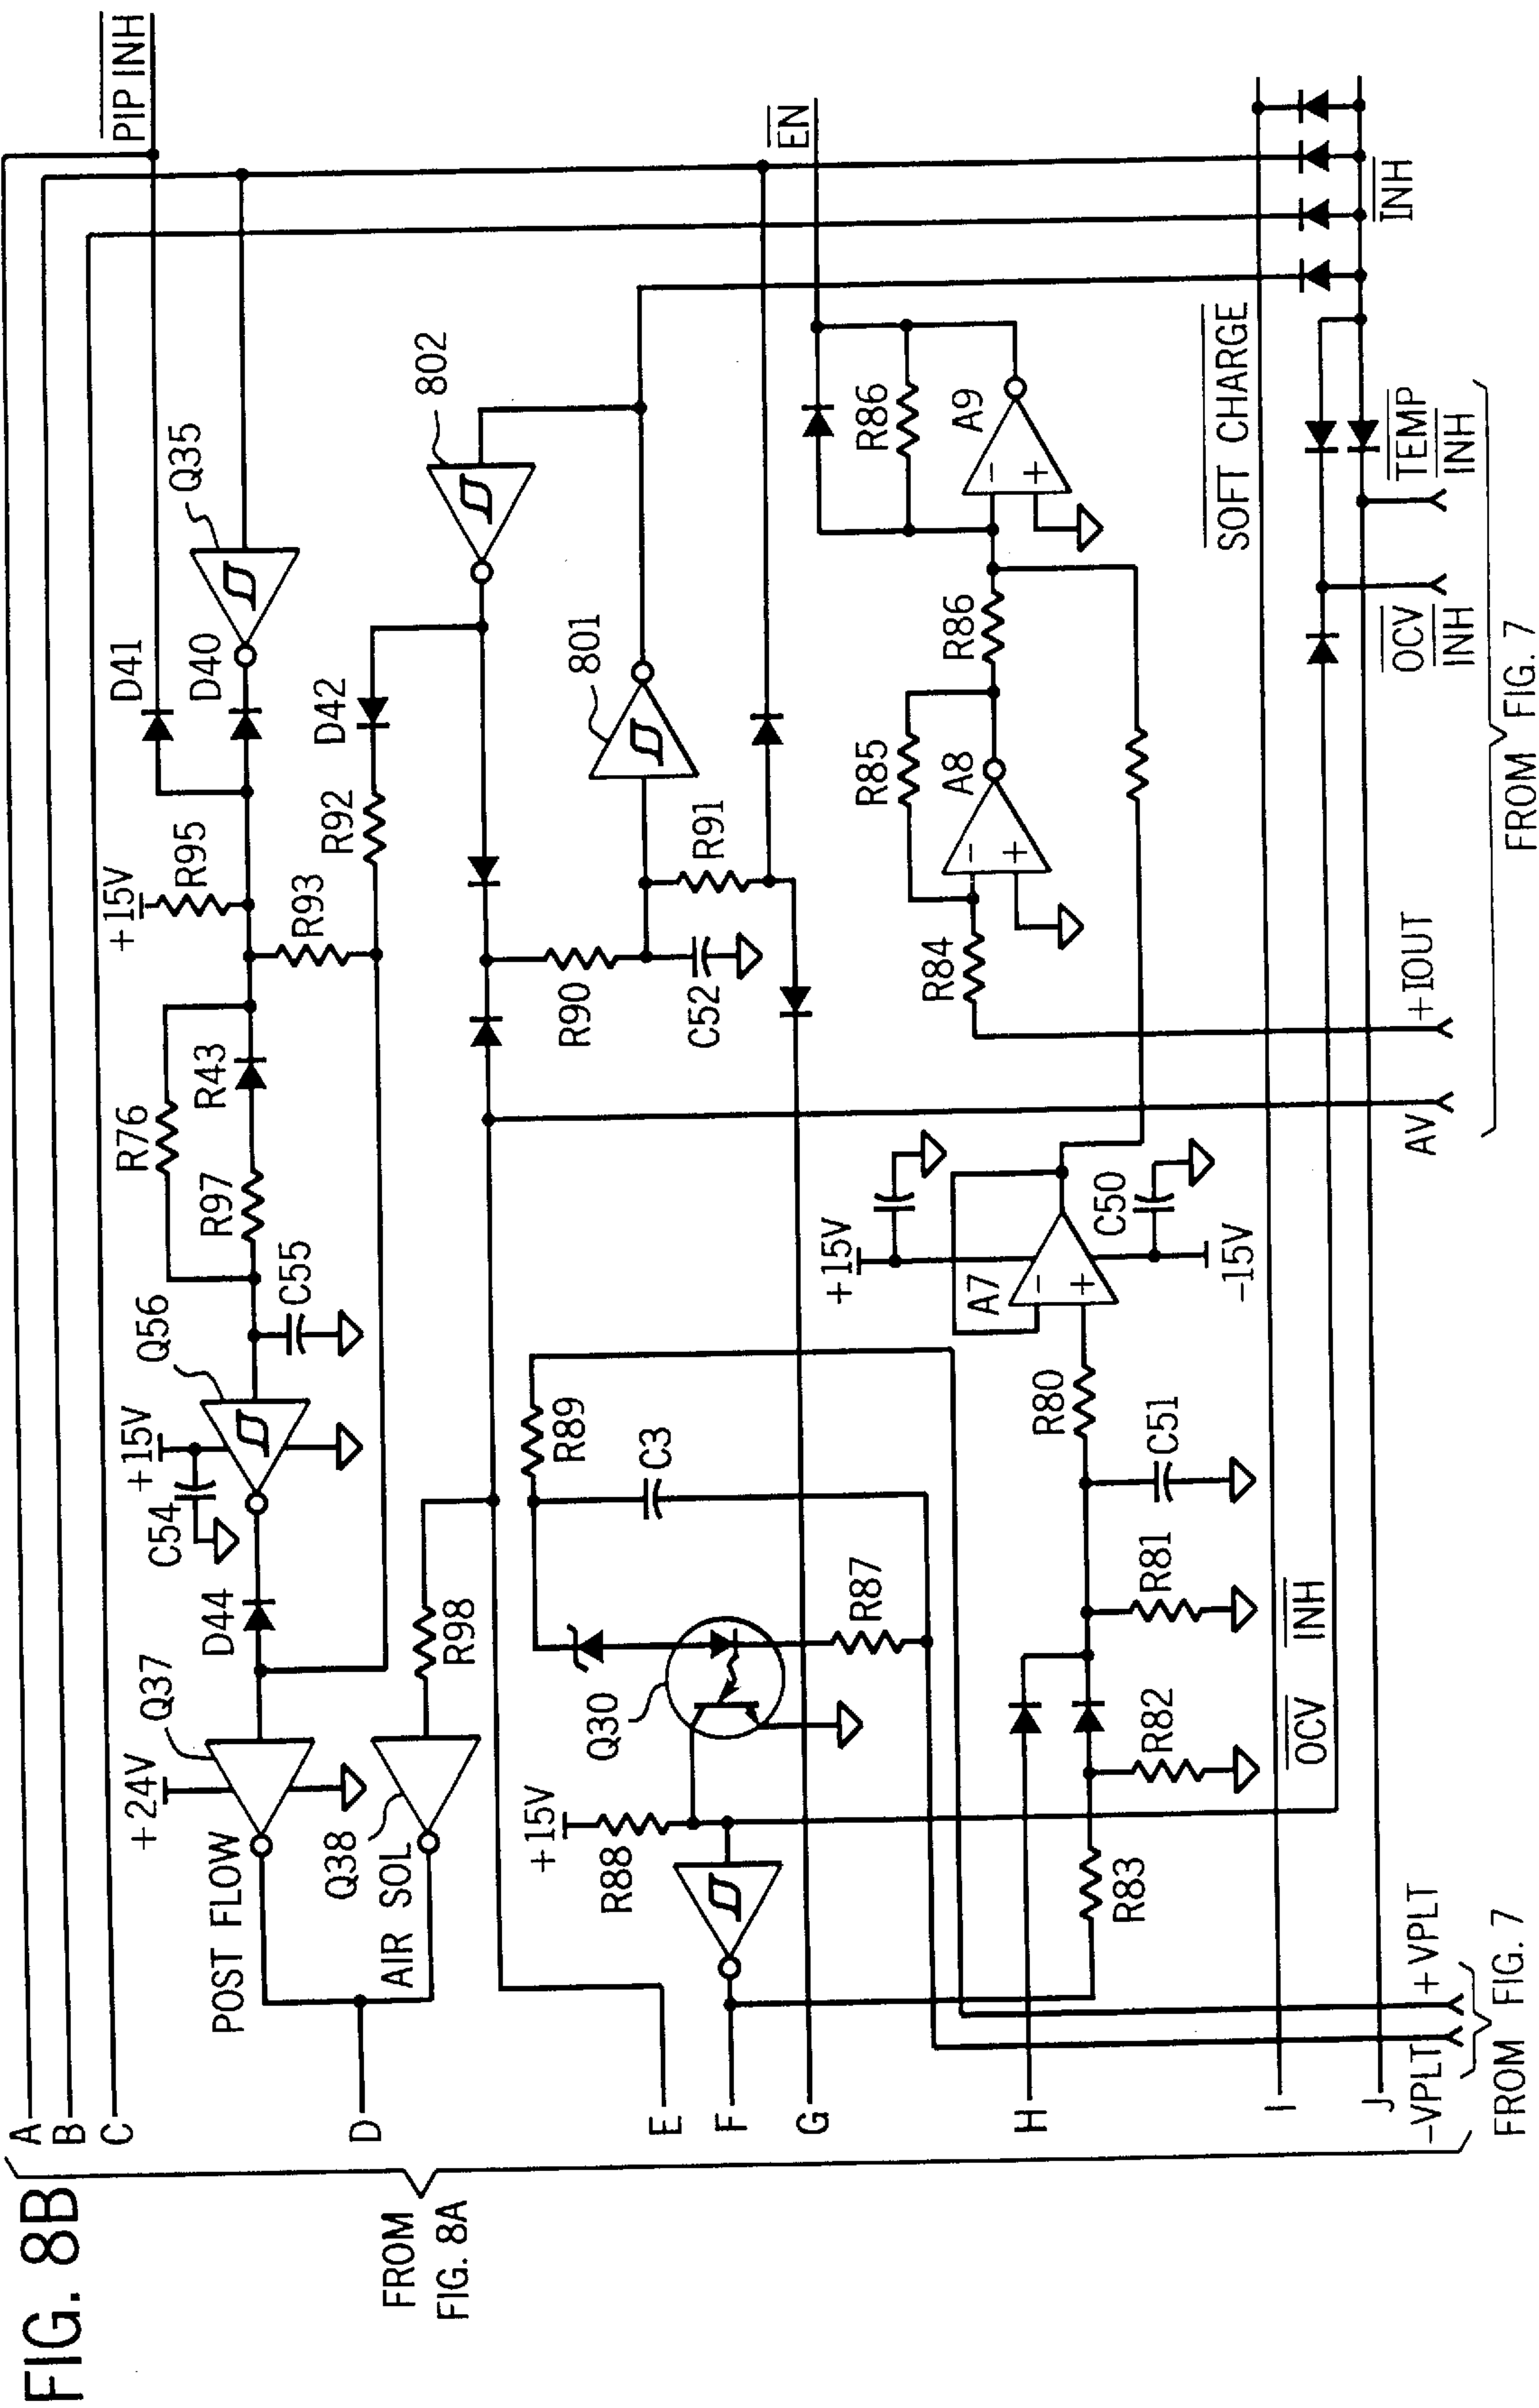 FIG. 8B
FROM
FIG. 8A
A
B
C
D
E
F
G
H
I
J
PIP INH
+24V
Q37
POST FLOW
D44
C54
+15V
Q56
C55
R97
R76
R43
R93
+15V
R95
D41
D40
Q35
Q38
AIR SOL
R98
R92
D42
802
801
R90
C52
R91
+15V
R88
Q30
R87
R89
C3
EN
R83
R82
R81
C51
R80
A7
+15V
C50
-15V
-
+
R84
R85
A8
-
+
R86
R86
A9
-
+
SOFT CHARGE
INH
OCV
INH
-VPLT
+VPLT
FROM FIG. 7
AV
+IOUT
OCV
INH
TEMP
INH
FROM FIG. 7